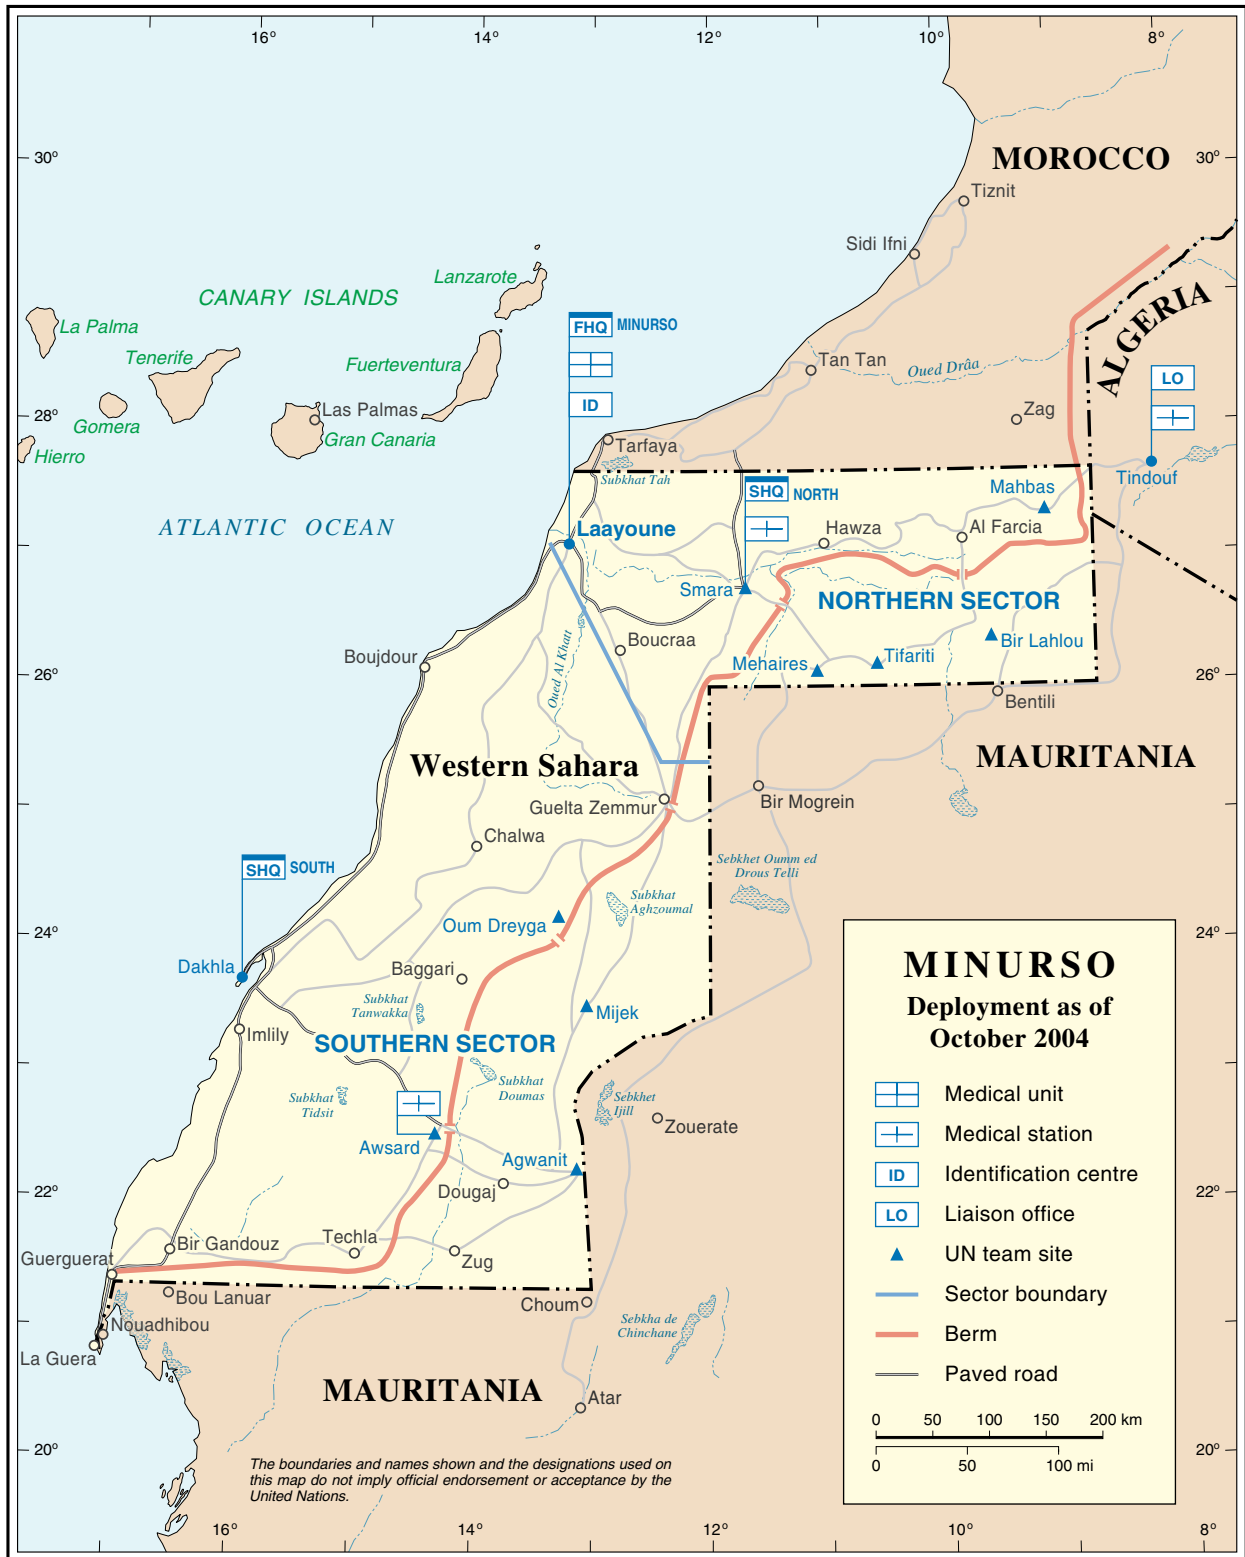 16°
14°
12°
10°
8°
30°
MOROCCO
30°
Tiznit
Sidi Ifni
Lanzarote
CANARY ISLANDS
ALGERIA
La Palma
FHQ MINURSO
Tenerife
Fuerteventura
Tan Tan
Oued Drâa
LO
ID
28°
Las Palmas
Zag
28°
Gomera
Gran Canaria
Tarfaya
Hierro
Subkhat Tah
Tindouf
SHQ NORTH
Mahbas
ATLANTIC OCEAN
Laayoune
Hawza
Al Farcia
Smara
NORTHERN SECTOR
Boucraa
Bir Lahlou
Boujdour
Oued Al Khatt
Mehaires
Tifariti
26°
26°
Bentili
Western Sahara
MAURITANIA
Guelta Zemmur
Bir Mogrein
Chalwa
SHQ SOUTH
Sebkhet Oumm ed
Drous Telli
Subkhat
Aghzoumal
Oum Dreyga
24°
24°
Dakhla
Baggari
Subkhat
Tanwakka
Mijek
Imlily
SOUTHERN SECTOR
Subkhat
Doumas
Subkhat
Tidsit
Sebkhet
Ijill
Zouerate
Awsard
Agwanit
22°
Dougaj
22°
Techla
Bir Gandouz
Guerguerat
Zug
Bou Lanuar
Choum
Nouadhibou
Sebkha de
Chinchane
La Guera
MAURITANIA
Atar
20°
20°
The boundaries and names shown and the designations used on
this map do not imply official endorsement or acceptance by the
United Nations.
MINURSO
Deployment as of
October 2004
Medical unit
Medical station
ID Identification centre
LO Liaison office
UN team site
Sector boundary
Berm
Paved road
0 50 100 150 200 km
0 50 100 mi
16°
14°
12°
10°
8°